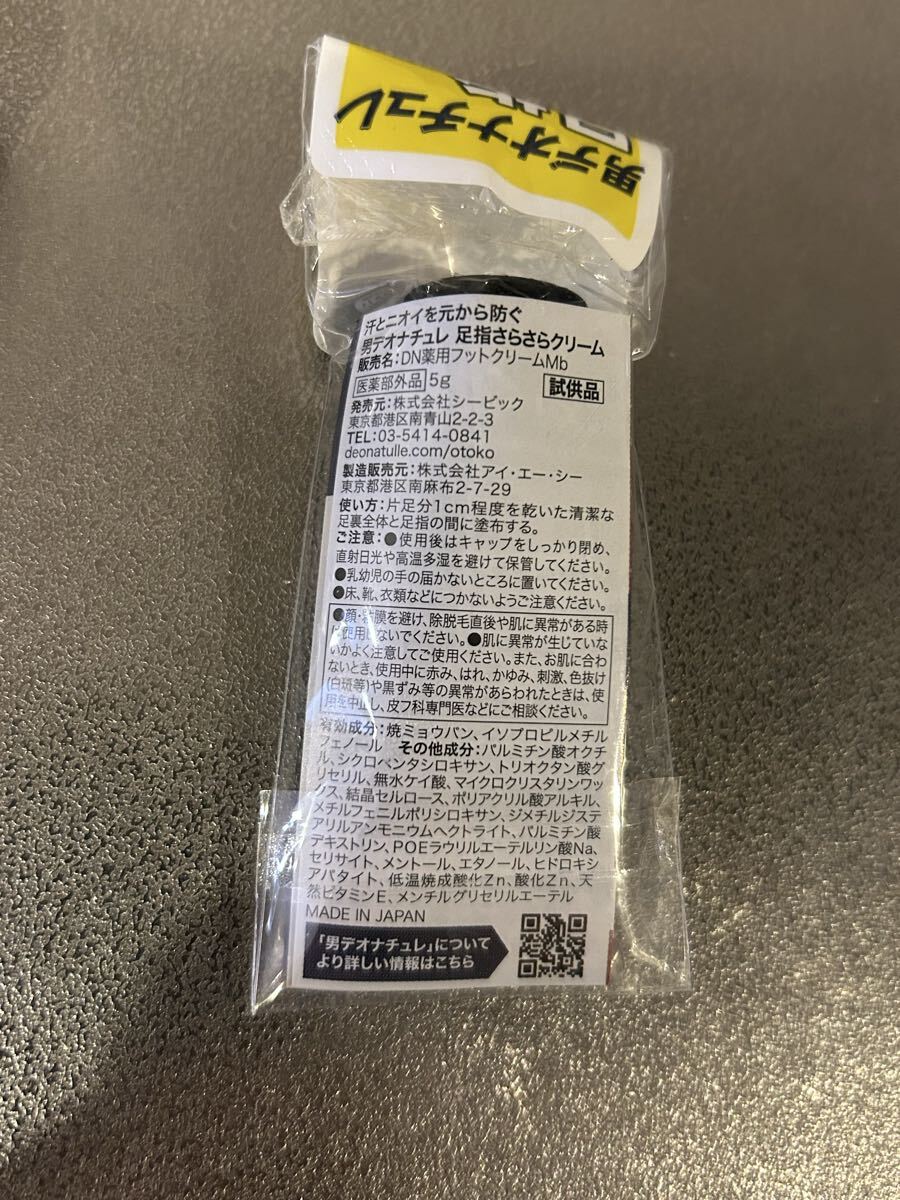 男デオナチュレ
汗とニオイを元から防ぐ
男デオナチュレ 足指さらさらクリーム
販売名:DN薬用フットクリームMb
医薬部外品 5g 試供品
発売元:株式会社シービック
東京都港区南青山2-2-3
TEL:03-5414-0841
deonatulle.com/otoko
製造販売元:株式会社アイ・エー・シー
東京都港区南麻布2-7-29
使い方:片足分1cm程度を乾いた清潔な
足裏全体と足指の間に塗布する。
ご注意:●使用後はキャップをしっかり閉め、
直射日光や高温多湿を避けて保管してください。
●乳幼児の手の届かないところに置いてください。
●床、靴、衣類などにつかないようご注意ください。
●顔・粘膜を避け、除脱毛直後や肌に異常がある時
は使用しないでください。●肌に異常が生じていな
いかよく注意してご使用ください。また、お肌に合わ
ないとき、使用中に赤み、はれ、かゆみ、刺激、色抜け
(白斑等)や黒ずみ等の異常があらわれたときは、使
用を中止し、皮フ科専門医などにご相談ください。
有効成分:焼ミョウバン、イソプロピルメチル
フェノール その他成分:パルミチン酸オクチ
ル、シクロペンタシロキサン、トリオクタン酸グ
リセリル、無水ケイ酸、マイクロクリスタリンワッ
クス、結晶セルロース、ポリアクリル酸アルキル、
メチルフェニルポリシロキサン、ジメチルジステ
アリルアンモニウムヘクトライト、パルミチン酸
デキストリン、POEラウリルエーテルリン酸Na、
セリサイト、メントール、エタノール、ヒドロキシ
アパタイト、低温焼成酸化Zn、酸化Zn、天
然ビタミンE、メンチルグリセリルエーテル
MADE IN JAPAN
「男デオナチュレ」について
より詳しい情報はこちら